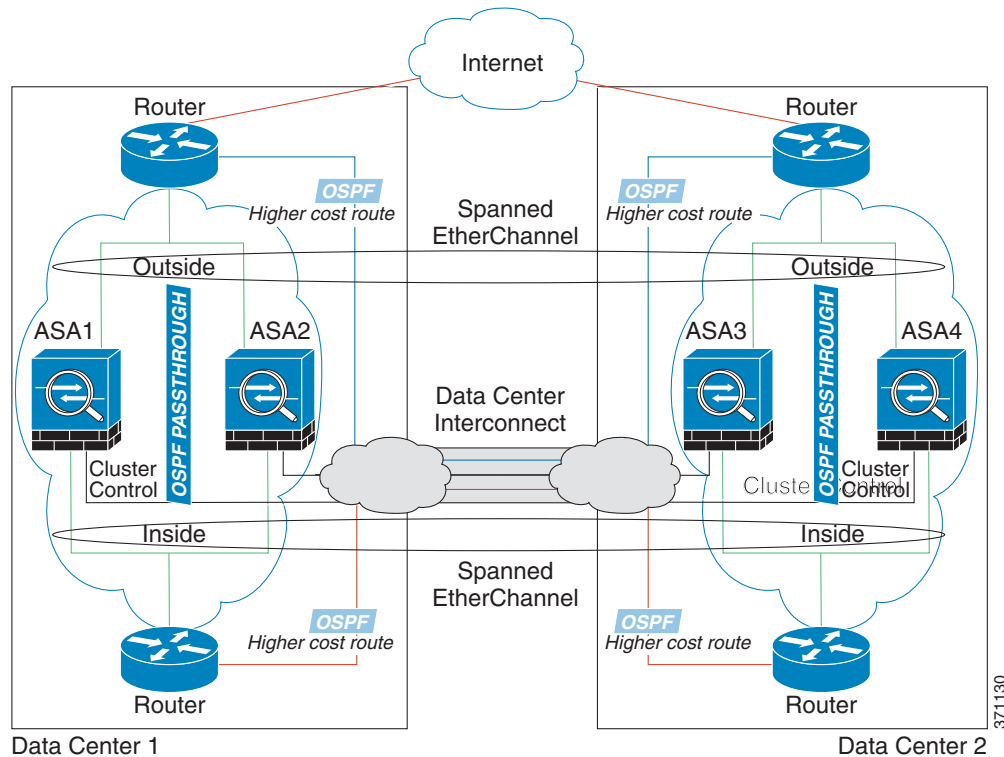 Internet
Router
Router
OSPF
Higher cost route
OSPF
Higher cost route
Spanned
EtherChannel
Outside
Outside
ASA1
ASA2
ASA3
ASA4
OSPF PASSTHROUGH
OSPF PASSTHROUGH
Data Center
Interconnect
Cluster
Control
Cluster Control
Cluster
Control
Inside
Inside
Spanned
EtherChannel
OSPF
Higher cost route
OSPF
Higher cost route
Router
Router
371130
Data Center 1
Data Center 2